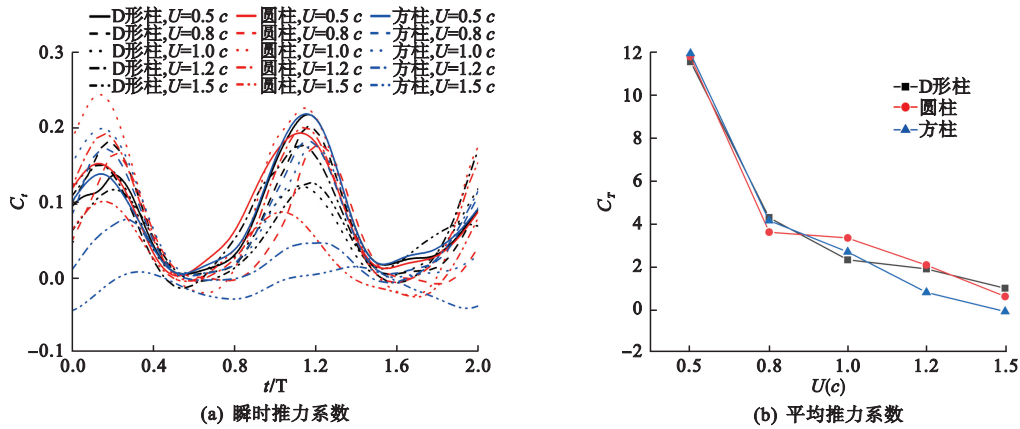 D形柱,U=0.5 c 圆柱,U=0.5 c 方柱,U=0.5 c
D形柱,U=0.8 c 圆柱,U=0.8 c 方柱,U=0.8 c
D形柱,U=1.0 c 圆柱,U=1.0 c 方柱,U=1.0 c
D形柱,U=1.2 c 圆柱,U=1.2 c 方柱,U=1.2 c
D形柱,U=1.5 c 圆柱,U=1.5 c 方柱,U=1.5 c
0.3
0.2
0.1
0.0
−0.1
C_t
0.0 0.4 0.8 1.2 1.6 2.0
t/T
(a) 瞬时推力系数
12
10
8
6
4
2
0
−2
C_T
D形柱
圆柱
方柱
0.5 0.8 1.0 1.2 1.5
U(c)
(b) 平均推力系数